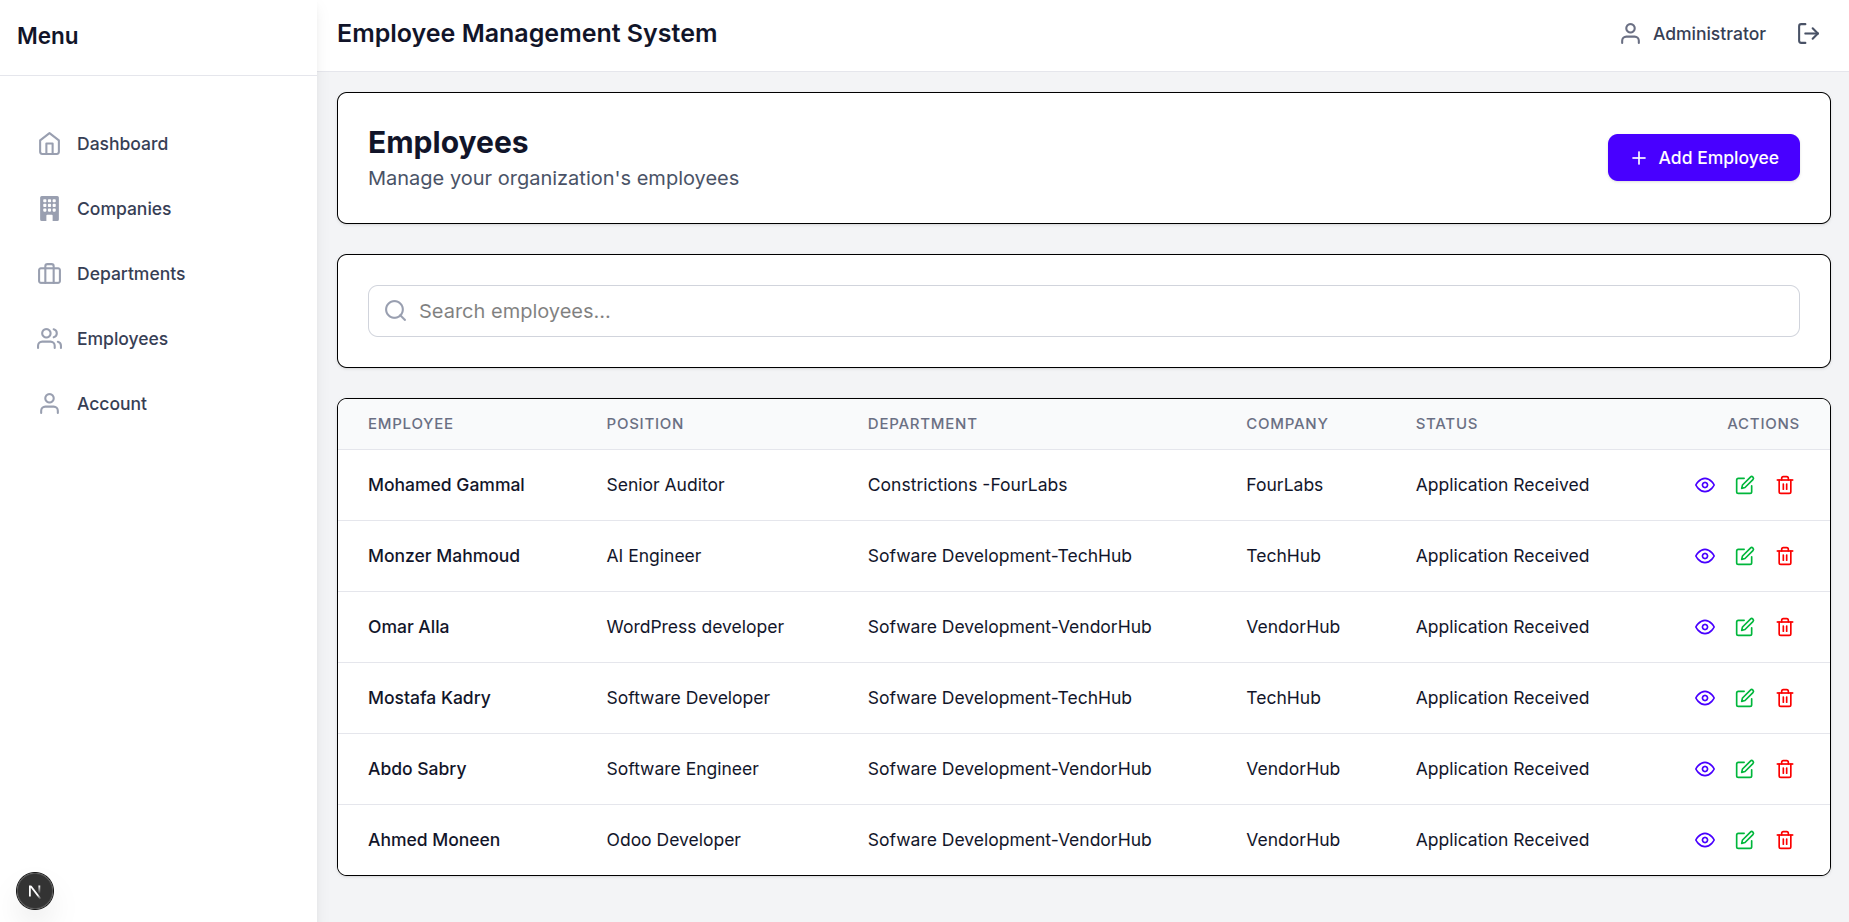 Menu
Employee Management System
Administrator
Dashboard
Companies
Departments
Employees
Account
Employees
Manage your organization's employees
Add Employee
Search employees...
EMPLOYEE POSITION DEPARTMENT COMPANY STATUS ACTIONS
Mohamed Gammal Senior Auditor Constrictions -FourLabs FourLabs Application Received
Monzer Mahmoud AI Engineer Sofware Development-TechHub TechHub Application Received
Omar Alla WordPress developer Sofware Development-VendorHub VendorHub Application Received
Mostafa Kadry Software Developer Sofware Development-TechHub TechHub Application Received
Abdo Sabry Software Engineer Sofware Development-VendorHub VendorHub Application Received
Ahmed Moneen Odoo Developer Sofware Development-VendorHub VendorHub Application Received
N